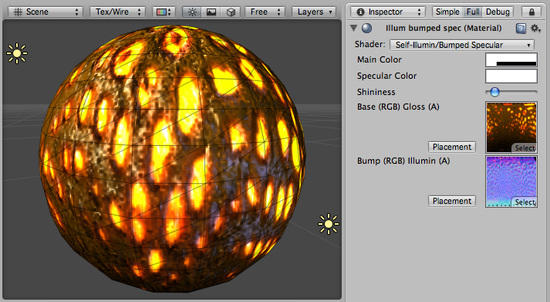 Scene
Tex/Wire
Free
Layers
Inspector
Simple Full Debug
Illum bumped spec (Material)
Shader: Self-Illumin/Bumped Specular
Main Color
Specular Color
Shininess
Base (RGB) Gloss (A)
Placement
Select
Bump (RGB) Illumin (A)
Placement
Select